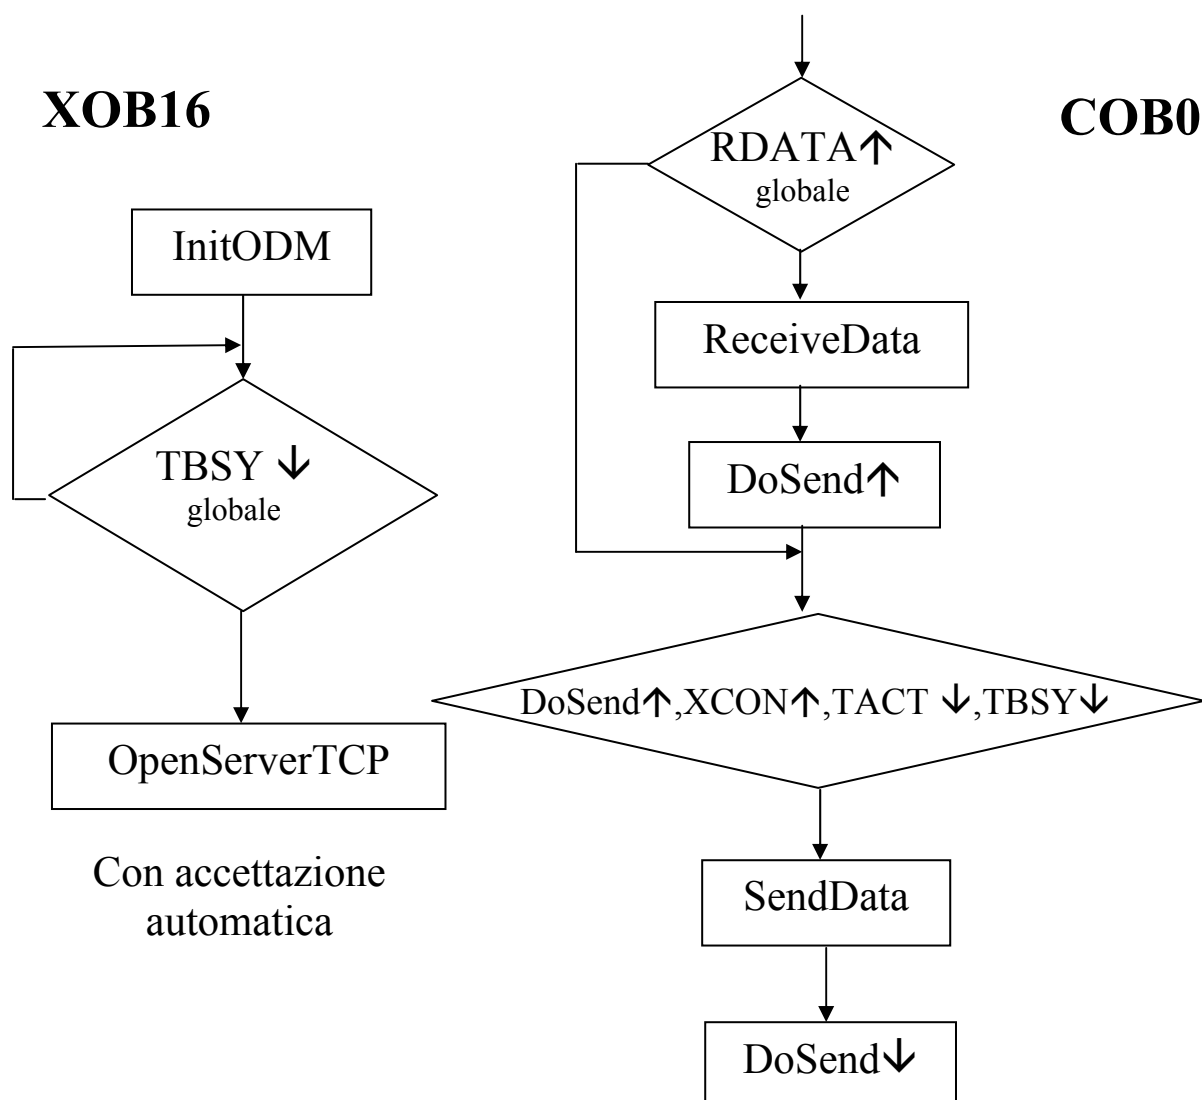 XOB16
InitODM
TBSY ↓
globale
OpenServerTCP
Con accettazione
automatica
COB0
RDATA↑
globale
ReceiveData
DoSend↑
DoSend↑,XCON↑,TACT ↓,TBSY↓
SendData
DoSend↓